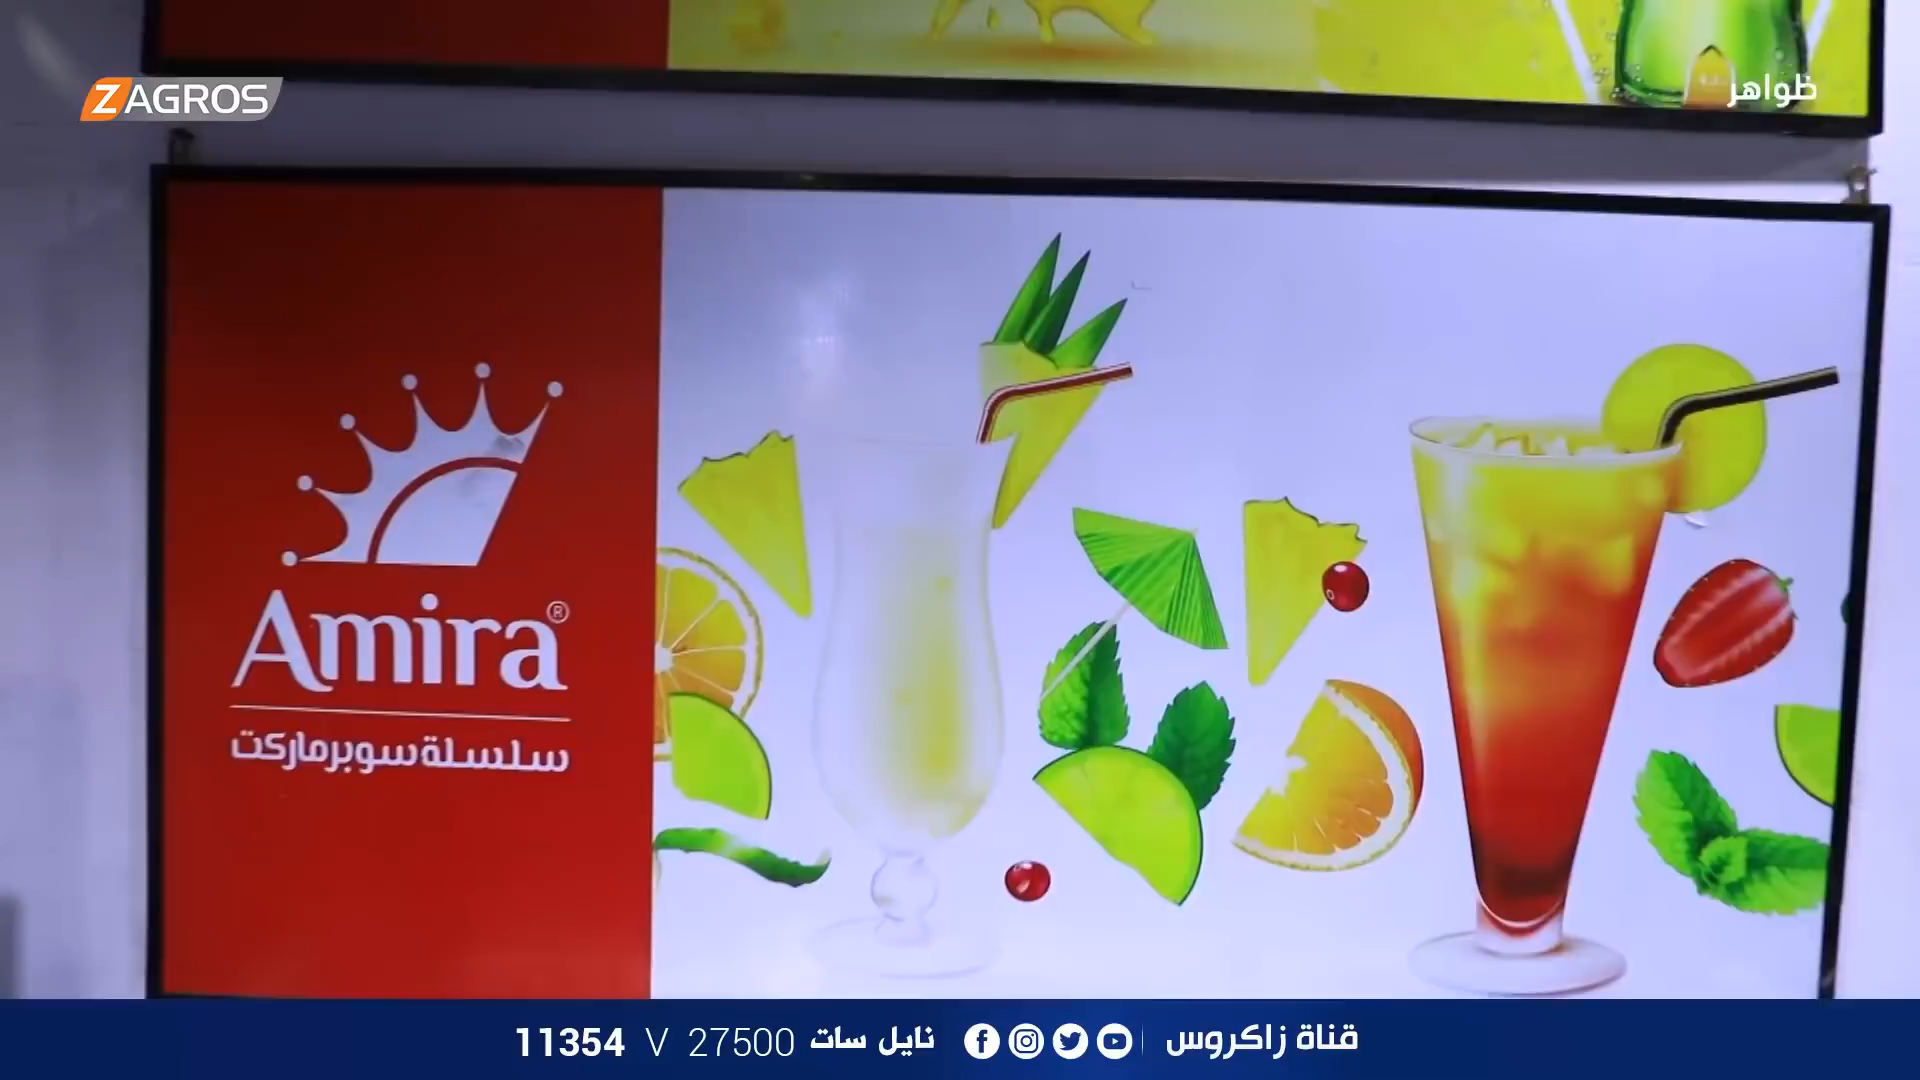 ZAGROS
ظواهر
Amira®
سلسلة سوبرماركت
قناة زاكروس
نايل سات 27500 V 11354